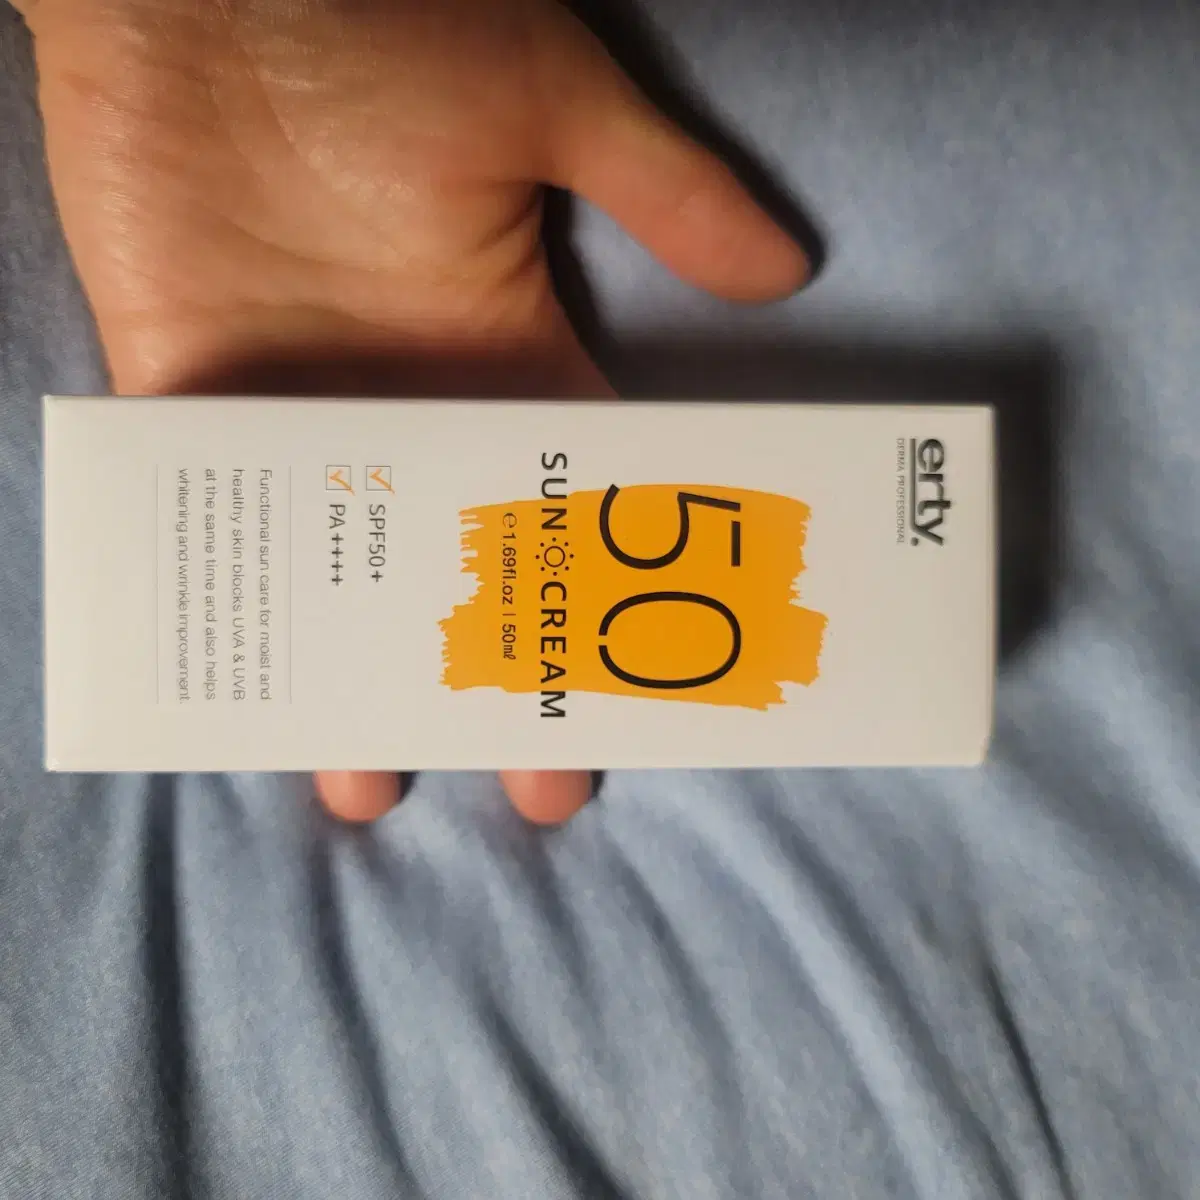 erty.
DERMA PROFESSIONAL
50
SUN CREAM
℮ 1.69fl.oz | 50㎖
SPF50+
PA++++
Functional sun care for moist and
healthy skin blocks UVA & UVB
at the same time and also helps
whitening and wrinkle improvement.